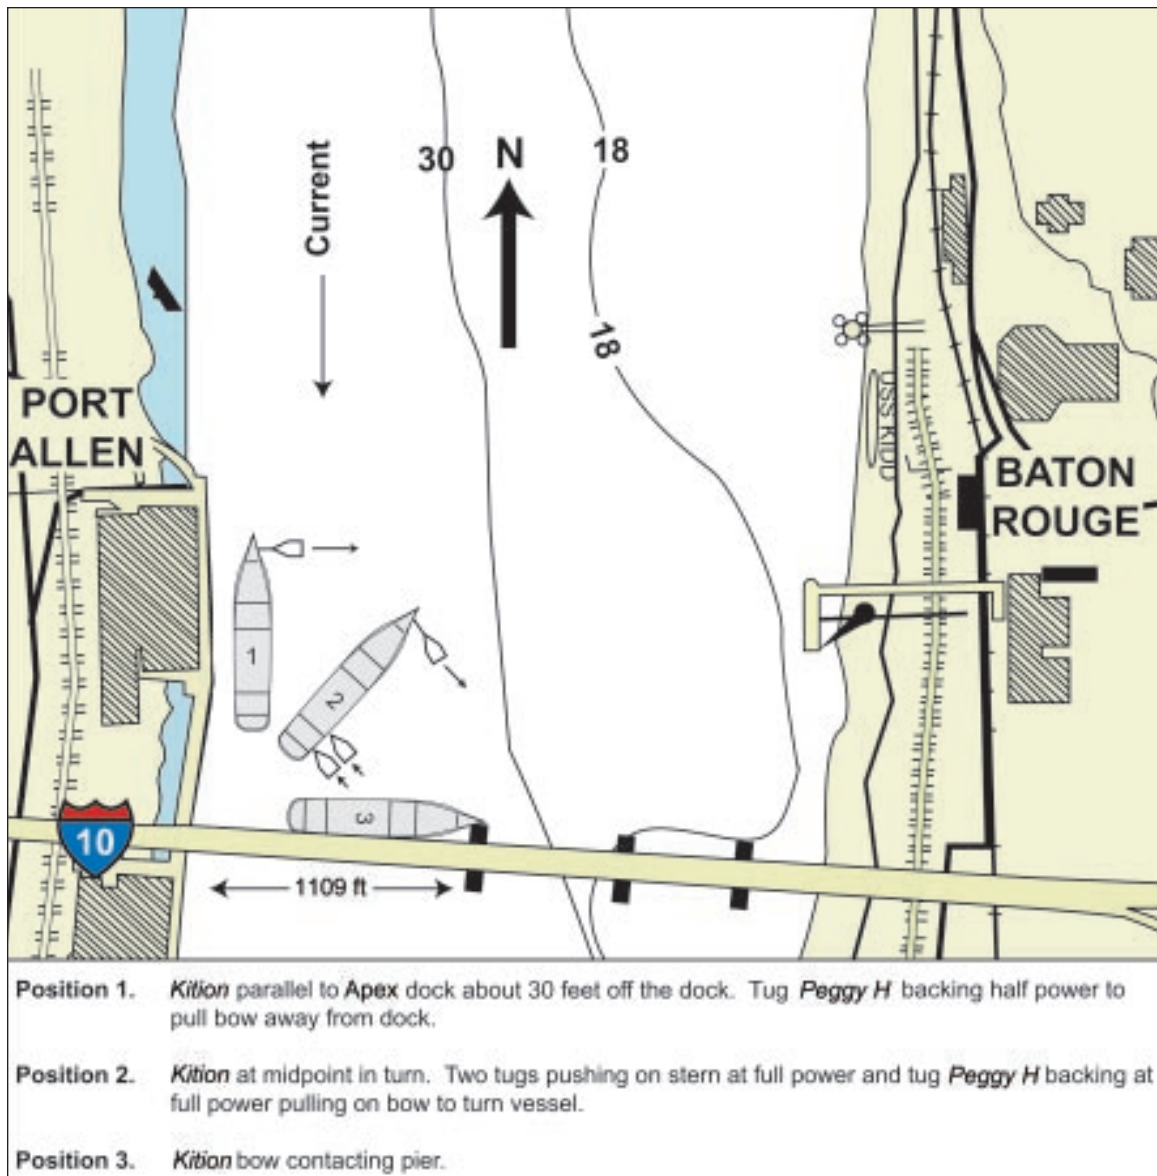 Current
30
N
18
18
PORT
ALLEN
USS KIDD
BATON
ROUGE
1
2
3
10
1109 ft
Position 1. Kition parallel to Apex dock about 30 feet off the dock. Tug Peggy H backing half power to
pull bow away from dock.
Position 2. Kition at midpoint in turn. Two tugs pushing on stern at full power and tug Peggy H backing at
full power pulling on bow to turn vessel.
Position 3. Kition bow contacting pier.